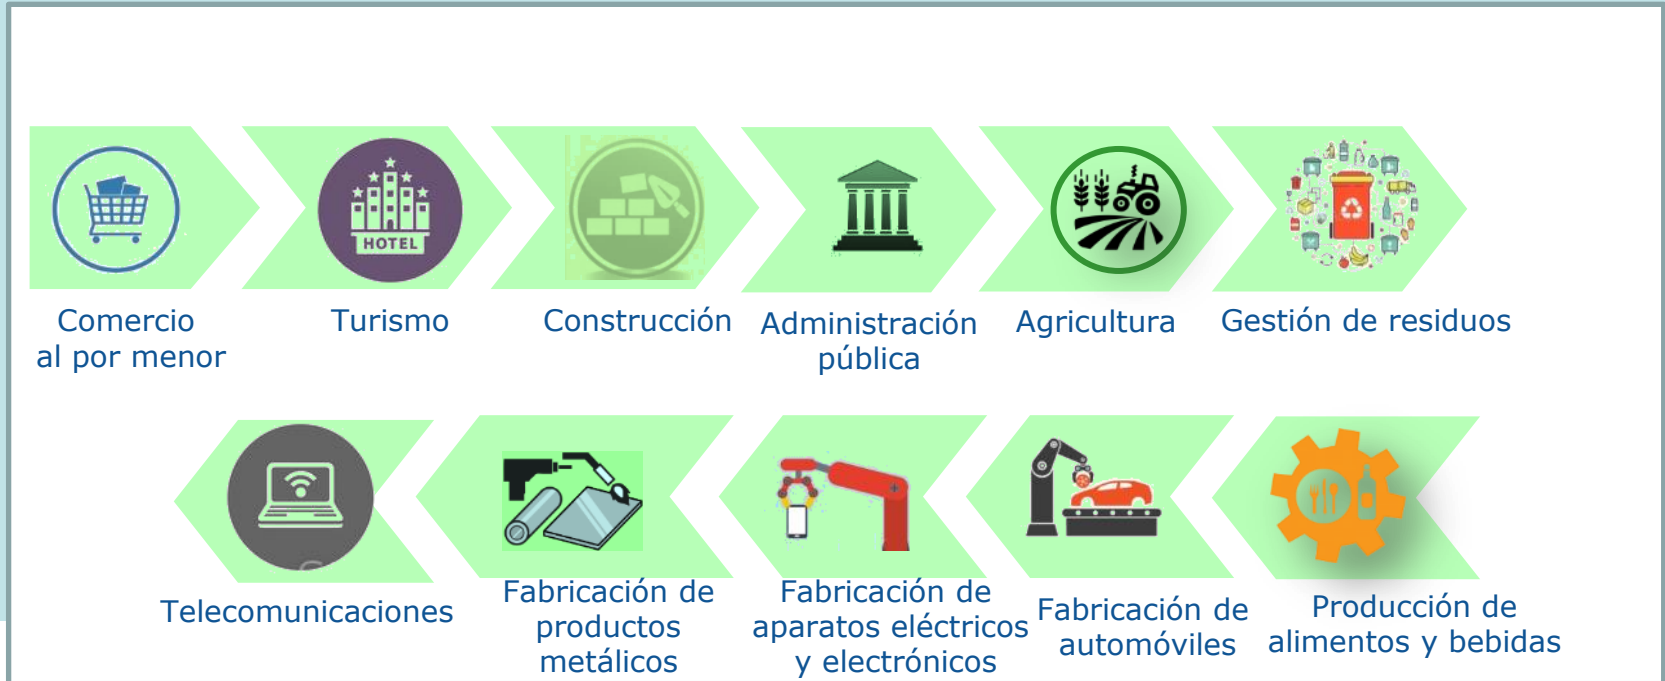 HOTEL
Comercio
al por menor
Turismo
Construcción
Administración
pública
Agricultura
Gestión de residuos
Telecomunicaciones
Fabricación de
productos
metálicos
Fabricación de
aparatos eléctricos
y electrónicos
Fabricación de
automóviles
Producción de
alimentos y bebidas